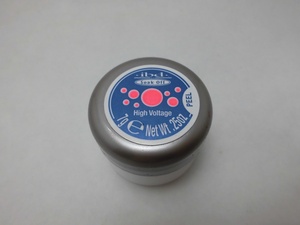 ibd
Soak Off
High Voltage
7g e Net Wt. .25oz.
PEEL